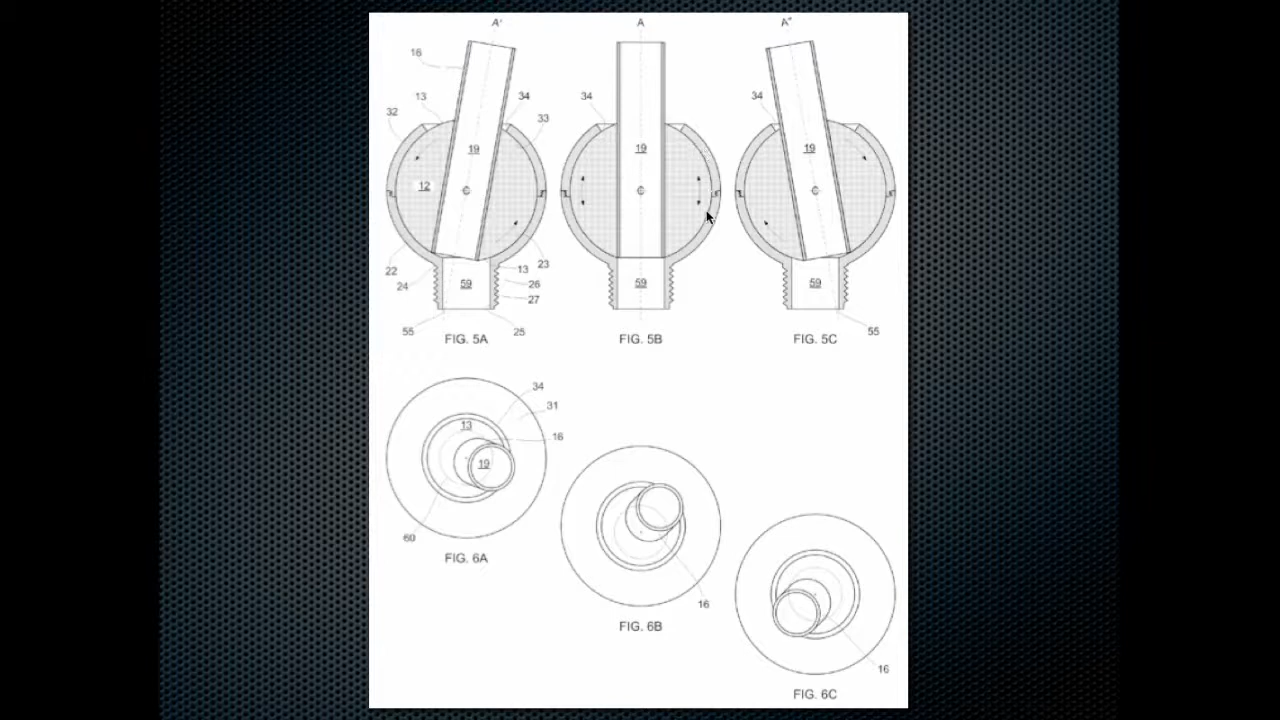 A' A A"
16
13 34 34 34
32 33
19 19 19
12 C C C
22 23
24 13
59 26 59 59
27
55 25 55
FIG. 5A FIG. 5B FIG. 5C
34
31
13
16
19
60
FIG. 6A
16
FIG. 6B
16
FIG. 6C